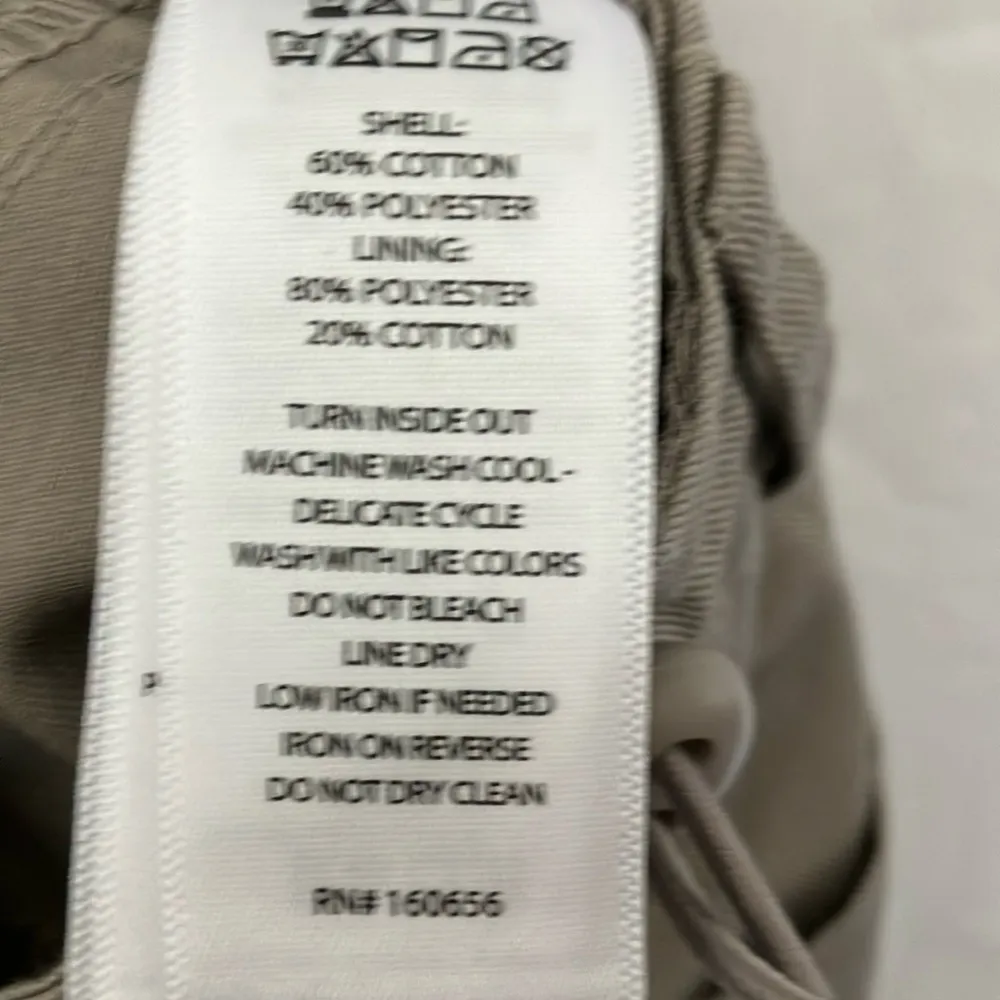 SHELL:
60% COTTON
40% POLYESTER
LINING:
80% POLYESTER
20% COTTON
TURN INSIDE OUT
MACHINE WASH COOL -
DELICATE CYCLE
WASH WITH LIKE COLORS
DO NOT BLEACH
LINE DRY
LOW IRON IF NEEDED
IRON ON REVERSE
DO NOT DRY CLEAN
RN# 160656